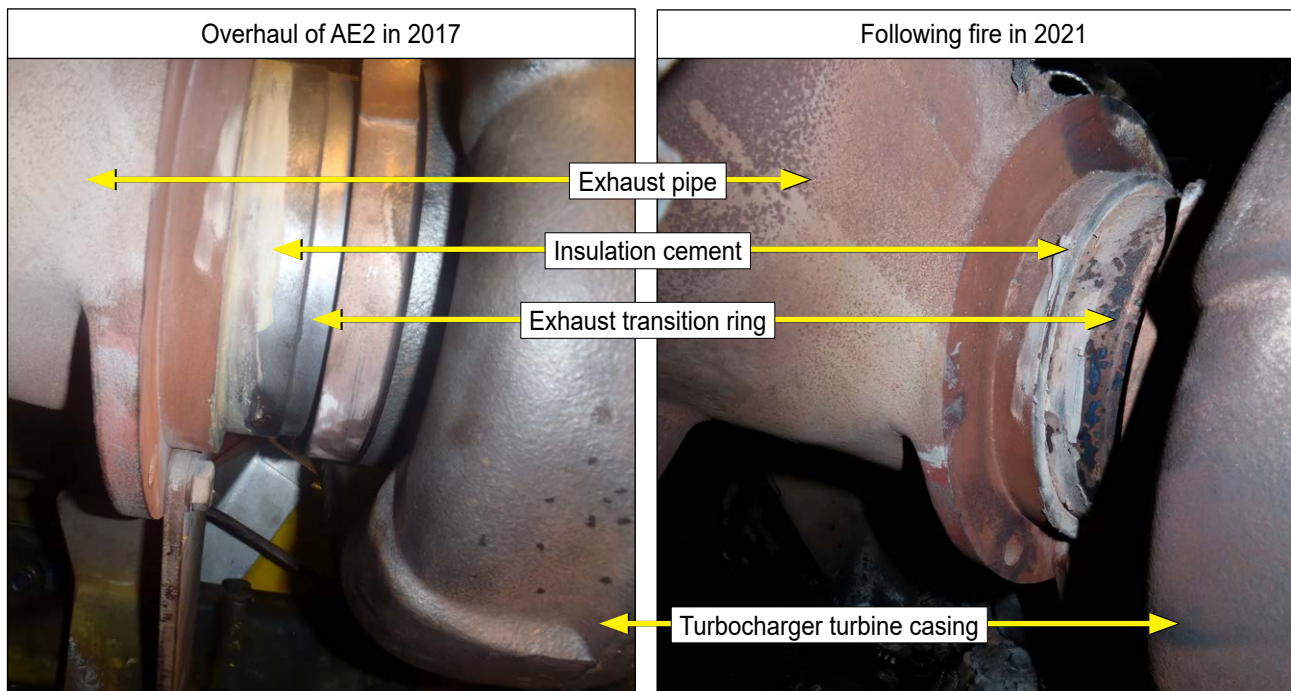 Overhaul of AE2 in 2017
Following fire in 2021
Exhaust pipe
Insulation cement
Exhaust transition ring
Turbocharger turbine casing